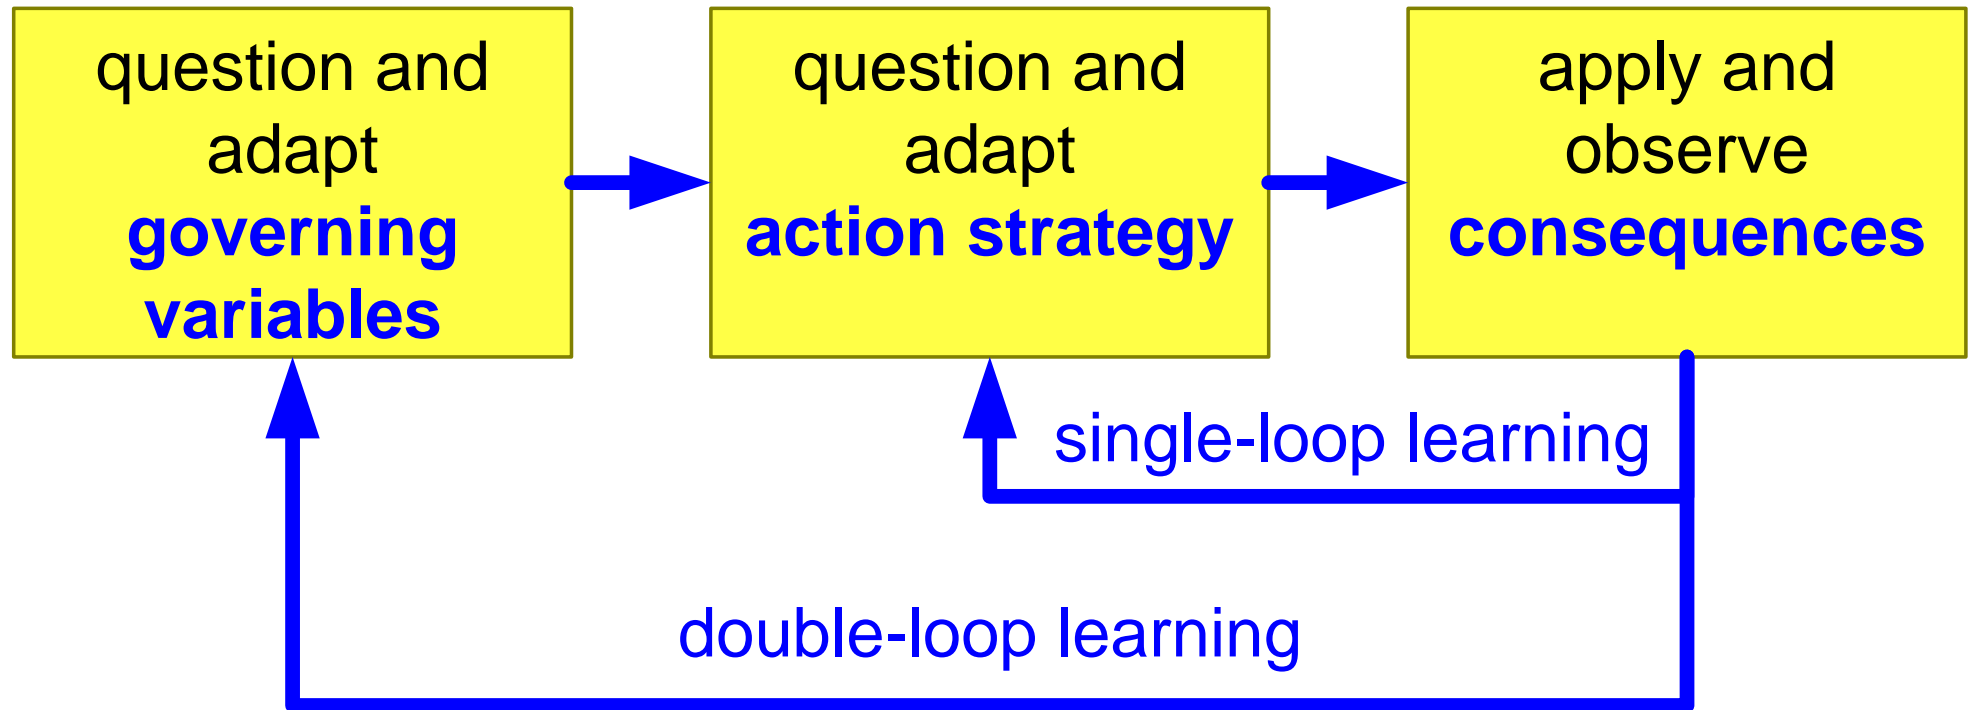 question and
adapt
governing
variables
question and
adapt
action strategy
apply and
observe
consequences
single-loop learning
double-loop learning